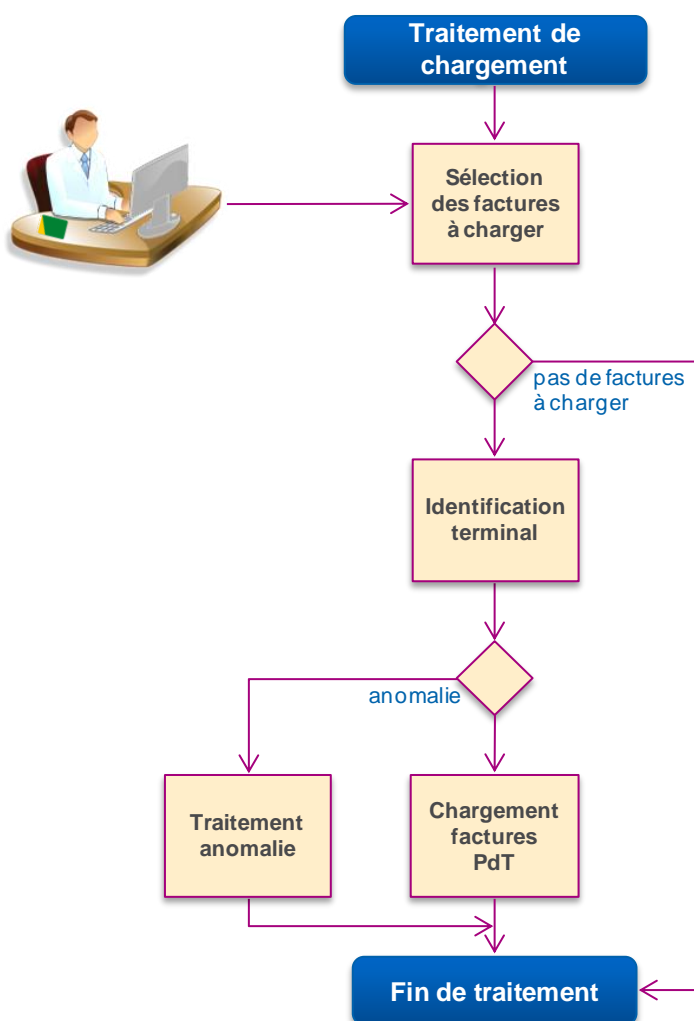 Traitement de
chargement
Sélection
des factures
à charger
pas de factures
à charger
Identification
terminal
anomalie
Traitement
anomalie
Chargement
factures
PdT
Fin de traitement